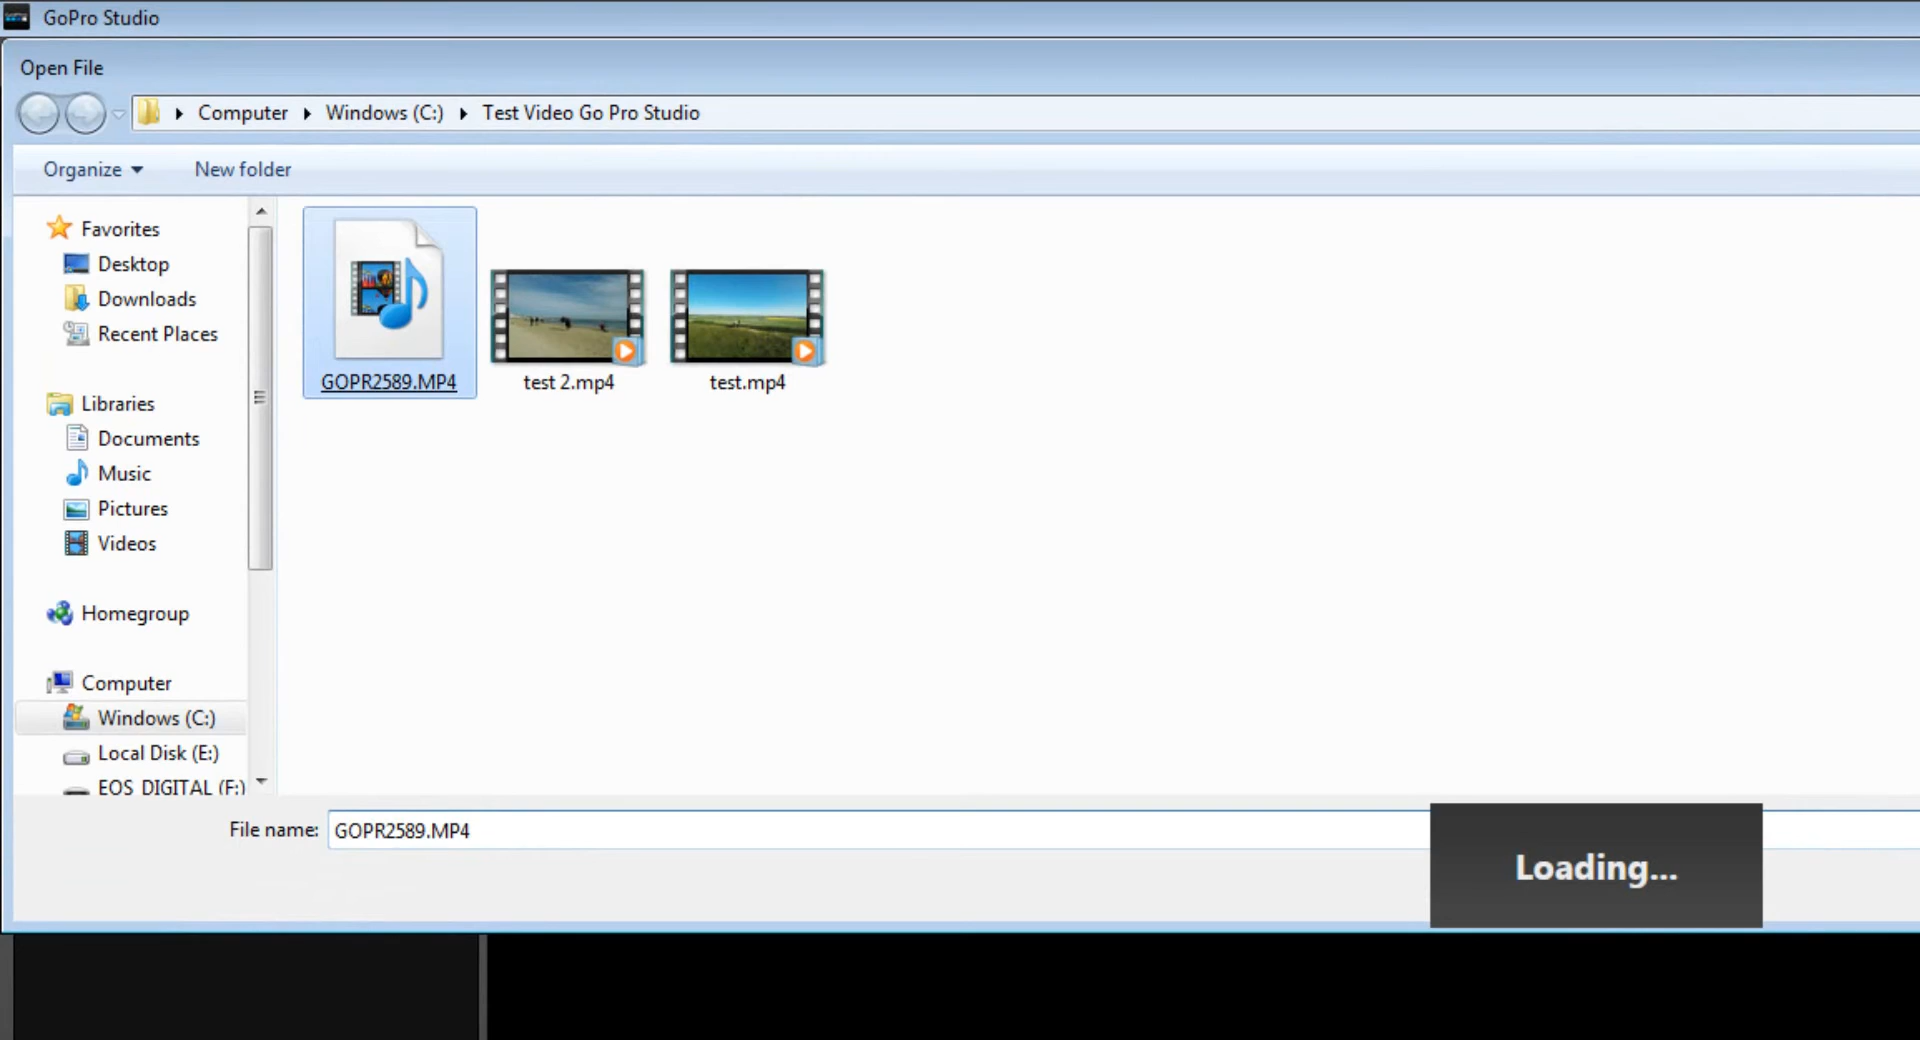 GoPro Studio
Open File
Computer Windows (C:) Test Video Go Pro Studio
Organize New folder
Favorites
Desktop
Downloads
Recent Places
Libraries
Documents
Music
Pictures
Videos
Homegroup
Computer
Windows (C:)
Local Disk (E:)
EOS_DIGITAL (F:)
GOPR2589.MP4
test 2.mp4
test.mp4
File name: GOPR2589.MP4
Loading...